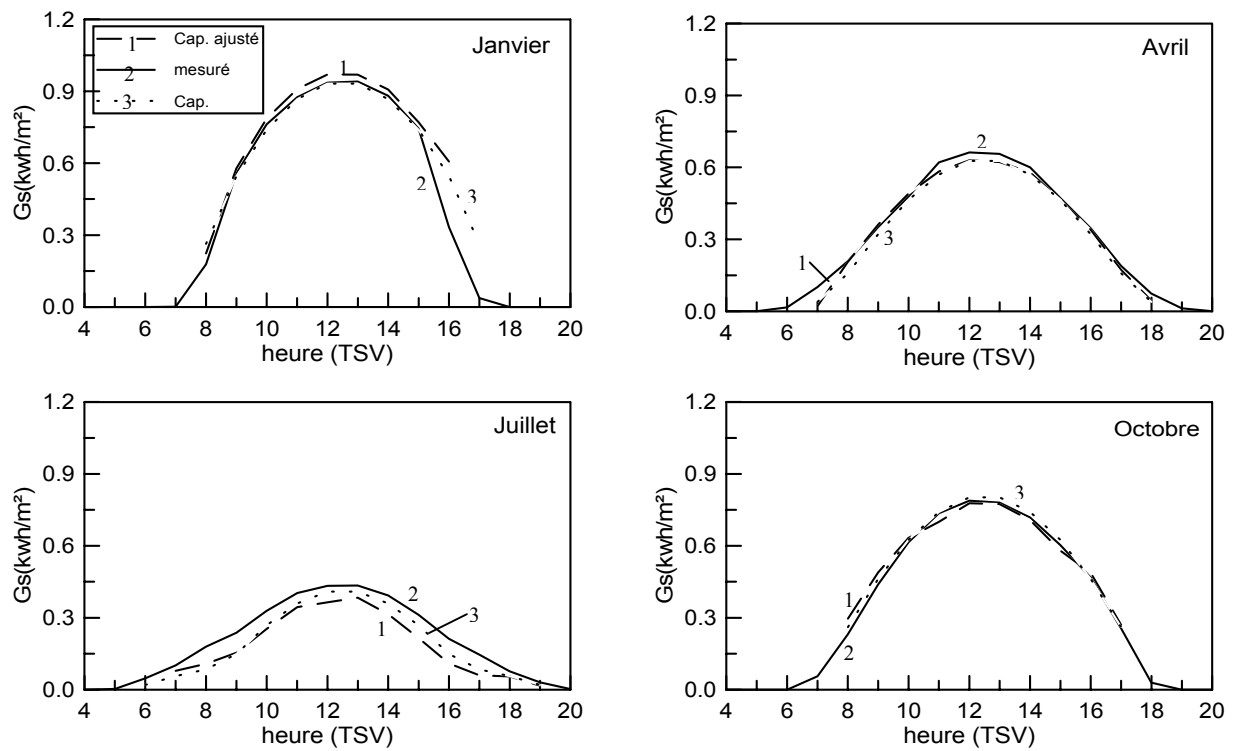 1.2
0.9
0.6
0.3
0.0
Gs(kwh/m²)
1 Cap. ajusté
2 mesuré
3 Cap.
Janvier
1
2
3
4 6 8 10 12 14 16 18 20
heure (TSV)
1.2
0.9
0.6
0.3
0.0
Gs(kwh/m²)
Avril
2
3
1
4 6 8 10 12 14 16 18 20
heure (TSV)
1.2
0.9
0.6
0.3
0.0
Gs(kwh/m²)
Juillet
2
3
1
4 6 8 10 12 14 16 18 20
heure (TSV)
1.2
0.9
0.6
0.3
0.0
Gs(kwh/m²)
Octobre
3
1
2
4 6 8 10 12 14 16 18 20
heure (TSV)